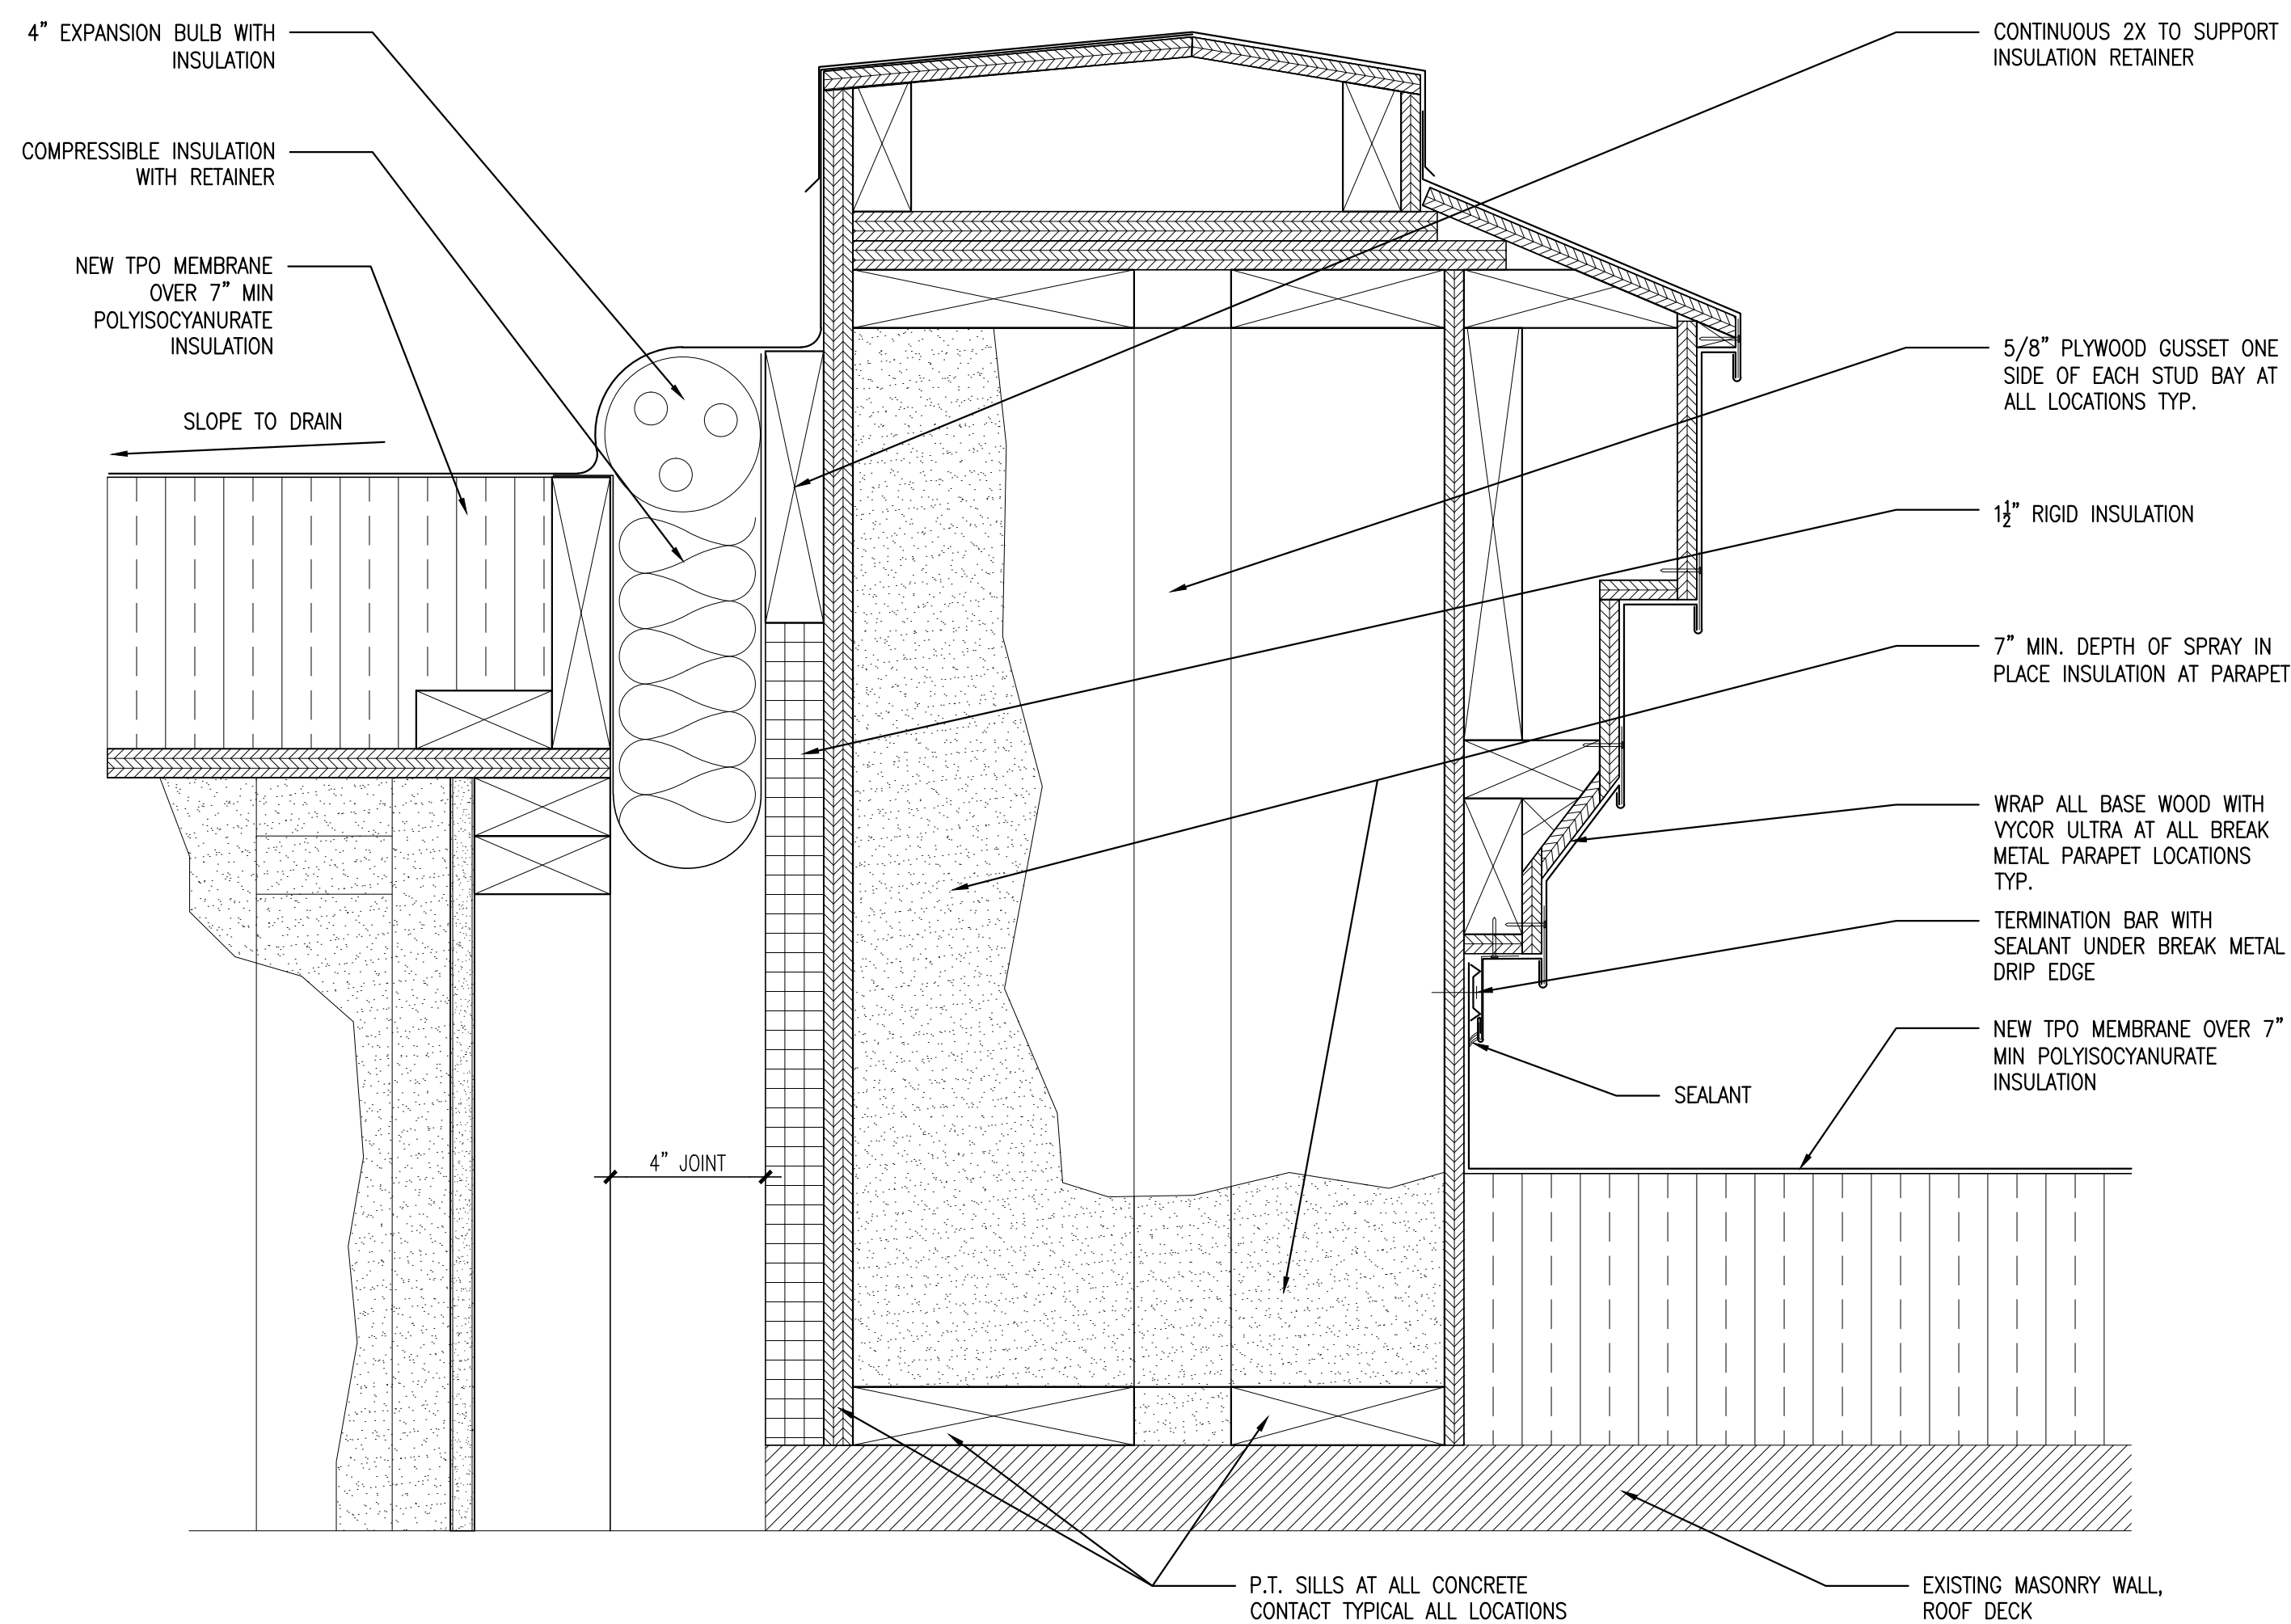 4” EXPANSION BULB WITH
INSULATION
COMPRESSIBLE INSULATION
WITH RETAINER
NEW TPO MEMBRANE
OVER 7” MIN
POLYISOCYANURATE
INSULATION
SLOPE TO DRAIN
4” JOINT
CONTINUOUS 2X TO SUPPORT
INSULATION RETAINER
5/8” PLYWOOD GUSSET ONE
SIDE OF EACH STUD BAY AT
ALL LOCATIONS TYP.
1½” RIGID INSULATION
7” MIN. DEPTH OF SPRAY IN
PLACE INSULATION AT PARAPET
WRAP ALL BASE WOOD WITH
VYCOR ULTRA AT ALL BREAK
METAL PARAPET LOCATIONS
TYP.
TERMINATION BAR WITH
SEALANT UNDER BREAK METAL
DRIP EDGE
NEW TPO MEMBRANE OVER 7”
MIN POLYISOCYANURATE
INSULATION
SEALANT
P.T. SILLS AT ALL CONCRETE
CONTACT TYPICAL ALL LOCATIONS
EXISTING MASONRY WALL,
ROOF DECK